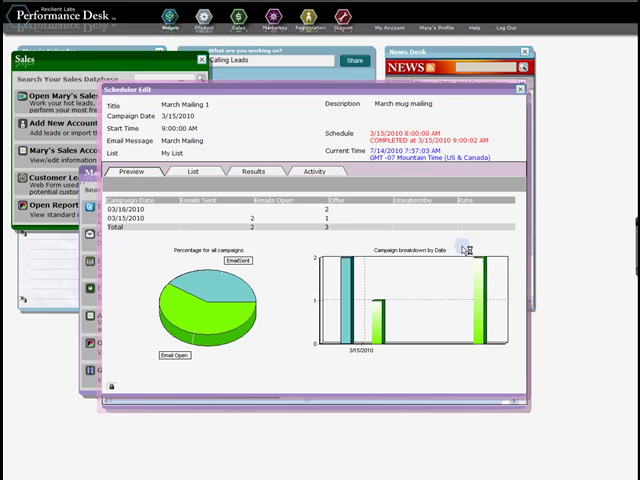 Resilient Labs
Performance Desk™
Widgets
Product
Sales
Marketing
Registration
Support
My Account
Mary's Profile
Help
Log Out
What are you working on?
Calling Leads
Share
News Desk
NEWS
Sales
Search Your Sales Database
Open Mary's Sales
Work your hot leads,
perform your most fre
Add New Account
Add leads or import th
Mary's Sales Acco
View/edit information
Customer Lea
Web Form used
potential custom
Open Report
View standard
Scheduler Edit
Title
March Mailing 1
Description
March mug mailing
Campaign Date
3/15/2010
Start Time
9:00:00 AM
Schedule
3/15/2010 8:00:00 AM
COMPLETED at 3/15/2010 9:00:02 AM
Email Message
March Mailing
List
My List
Current Time
7/14/2010 7:57:03 AM
GMT -07 Mountain Time (US & Canada)
Preview
List
Results
Activity
Campaign Date Emails Sent Emails Open Offer Unsubscribe Rate
03/18/2010 2
03/15/2010 2 1
Total 2 3
Percentage for all campaigns
EmailSent
Email Open
Campaign breakdown by Date
2
1
0
3/15/2010